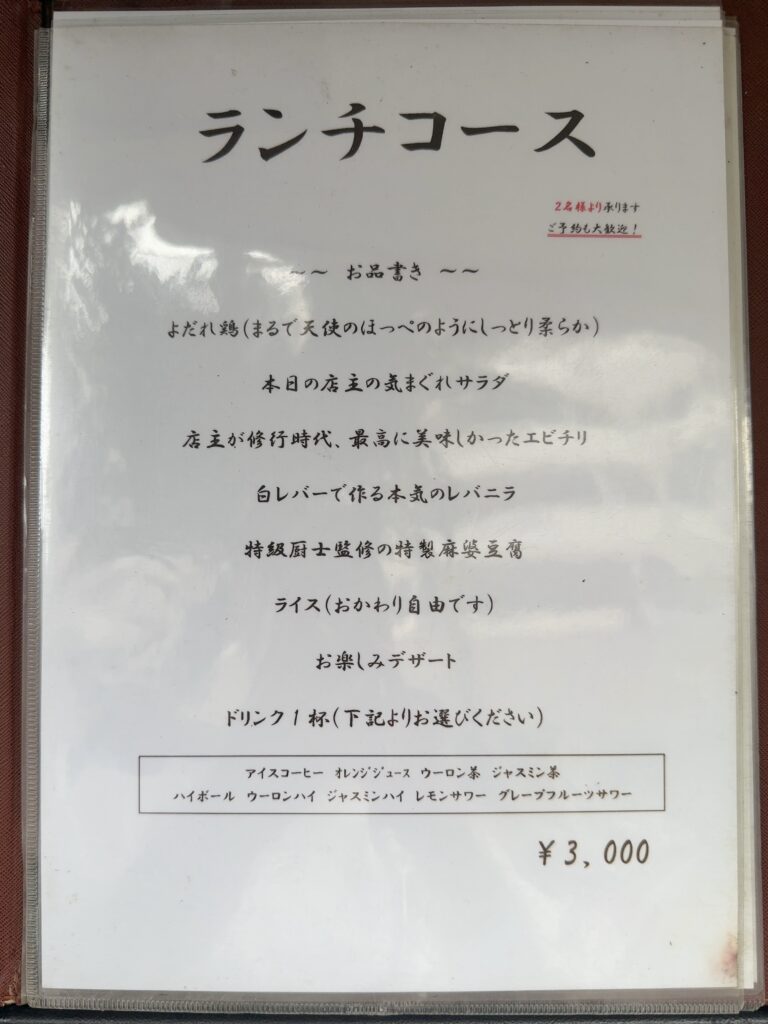 ランチコース
2名様より承ります
ご予約も大歓迎！
～～ お品書き ～～
よだれ鶏(まるで天使のほっぺのようにしっとり柔らか)
本日の店主の気まぐれサラダ
店主が修行時代、最高に美味しかったエビチリ
白レバーで作る本気のレバニラ
特級厨士監修の特製麻婆豆腐
ライス(おかわり自由です)
お楽しみデザート
ドリンク1杯(下記よりお選びください)
アイスコーヒー オレンジジュース ウーロン茶 ジャスミン茶
ハイボール ウーロンハイ ジャスミンハイ レモンサワー グレープフルーツサワー
￥3,000